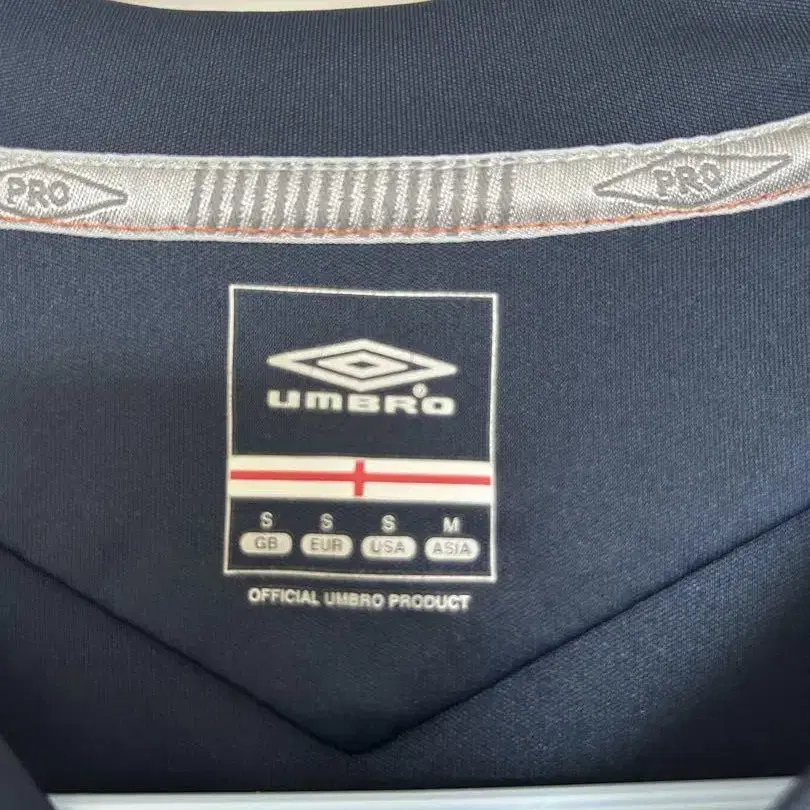 PRO PRO
UMBRO®
S S S M
GB EUR USA ASIA
OFFICIAL UMBRO PRODUCT